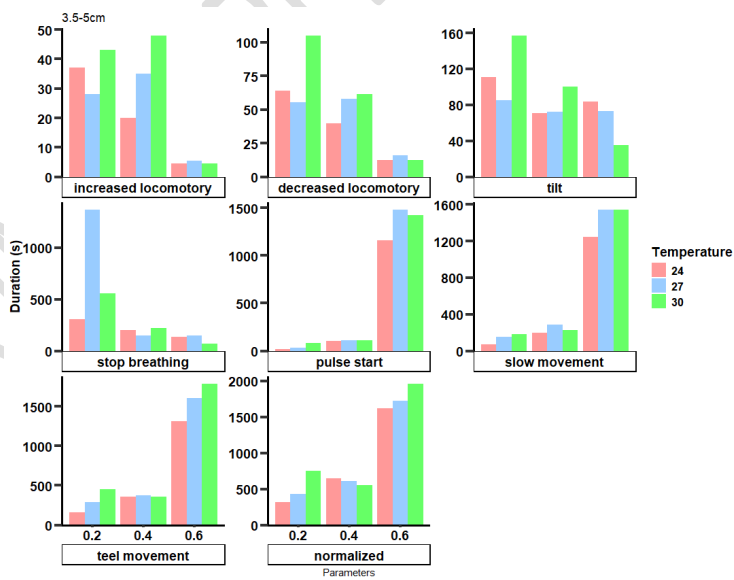 3.5-5cm
50
40
30
20
10
0
increased locomotory
100
75
50
25
0
decreased locomotory
160
120
80
40
0
tilt
Duration (s)
1000
500
0
stop breathing
1500
1000
500
0
pulse start
1600
1200
800
400
0
slow movement
Temperature
24
27
30
1500
1000
500
0
0.2 0.4 0.6
teel movement
2000
1500
1000
500
0
0.2 0.4 0.6
normalized
Parameters